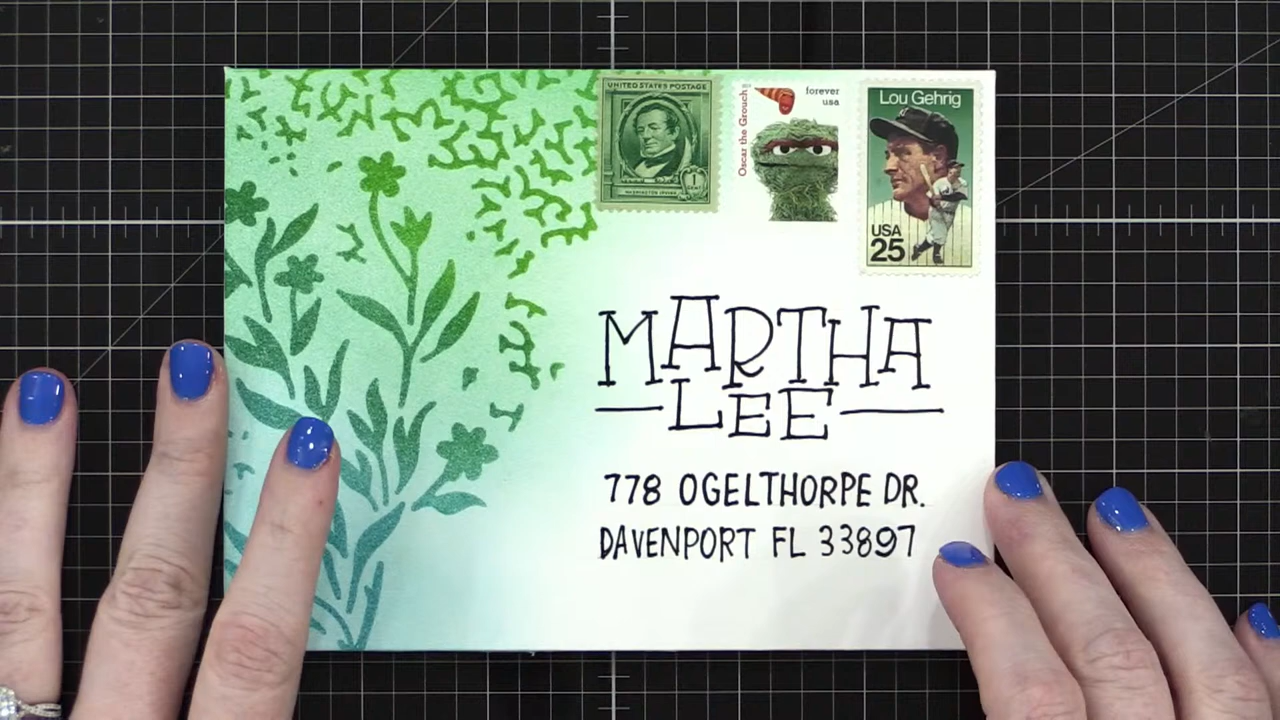 UNITED STATES POSTAGE
1
CENT
WASHINGTON IRVING
Oscar the Grouch
forever
usa
Lou Gehrig
USA
25
MARTHA
LEE
778 OGELTHORPE DR.
DAVENPORT FL 33897